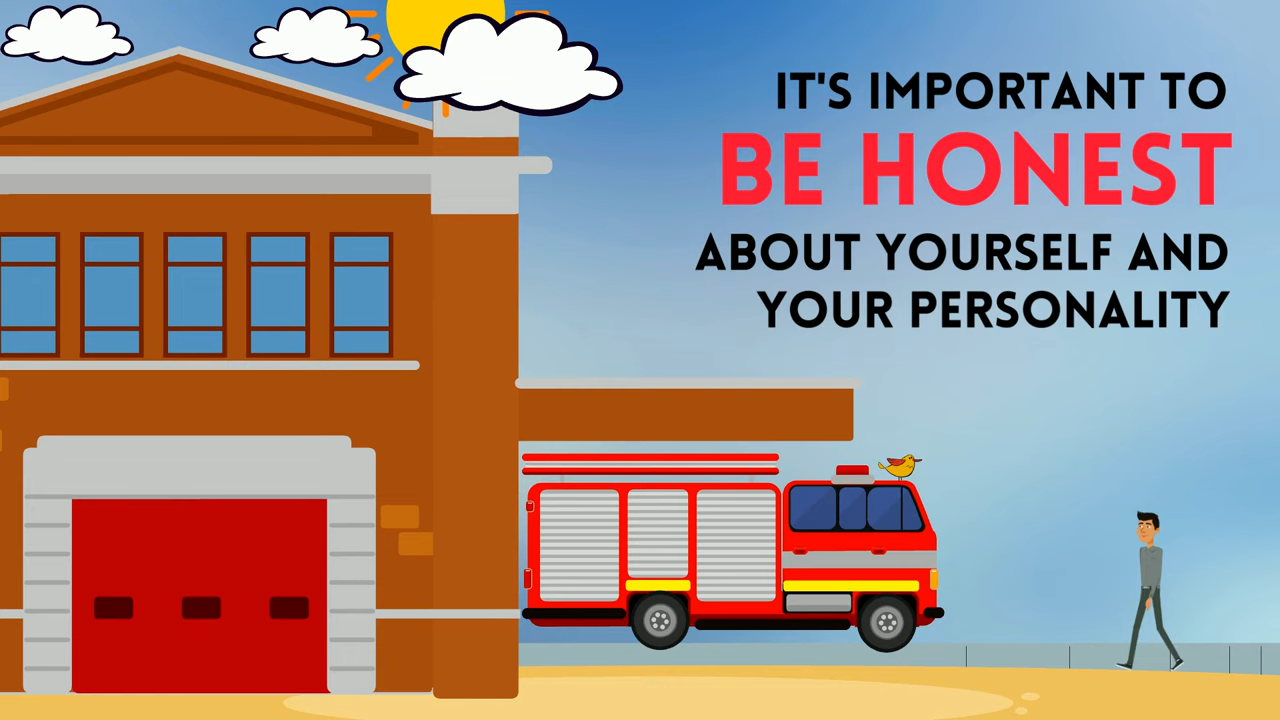 IT'S IMPORTANT TO
BE HONEST
ABOUT YOURSELF AND
YOUR PERSONALITY